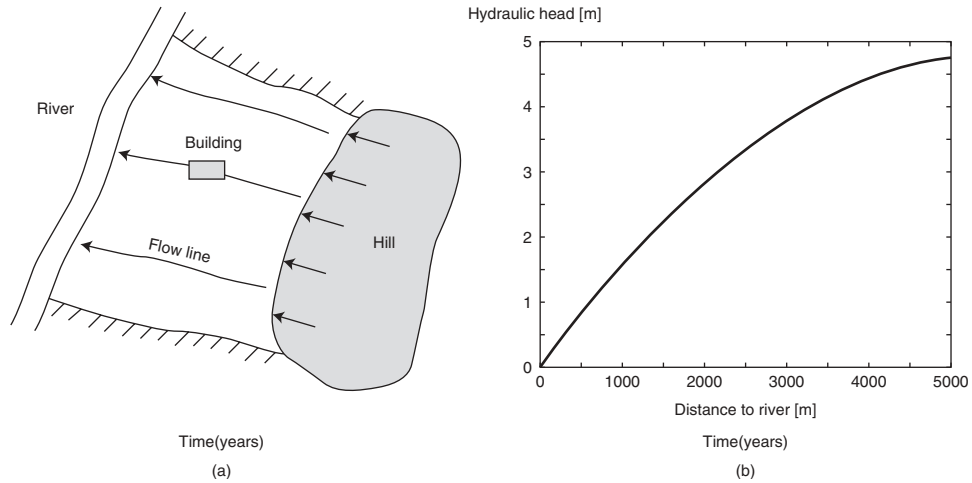 River
Building
Flow line
Hill
Time(years)
(a)
Hydraulic head [m]
5
4
3
2
1
0
0 1000 2000 3000 4000 5000
Distance to river [m]
Time(years)
(b)